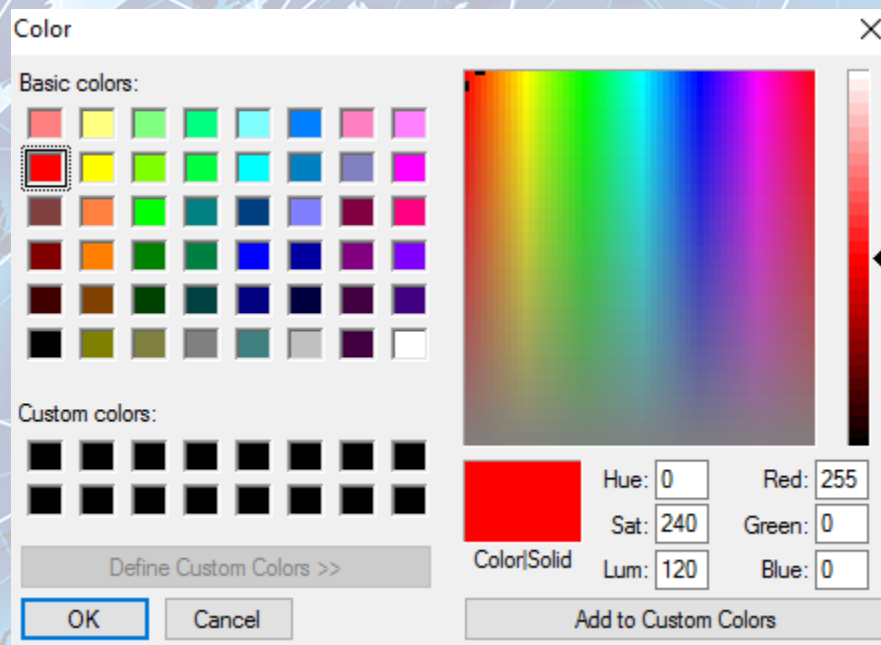 Color
Basic colors:
Custom colors:
Define Custom Colors >>
OK
Cancel
Color|Solid
Hue: 0
Sat: 240
Lum: 120
Red: 255
Green: 0
Blue: 0
Add to Custom Colors